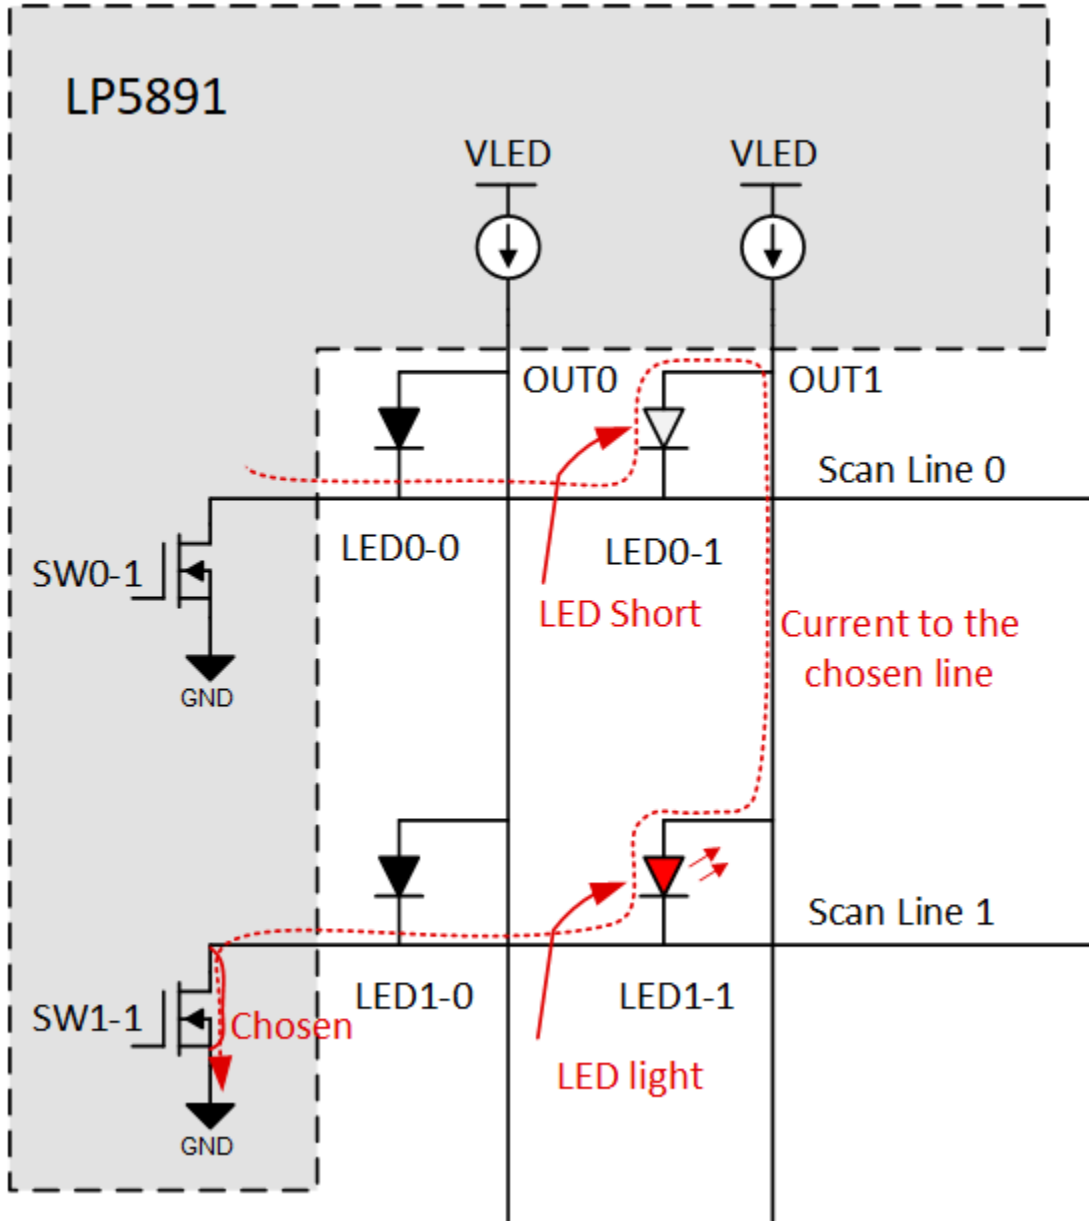 LP5891
VLED
VLED
OUT0
OUT1
Scan Line 0
LED0-0
LED0-1
SW0-1
LED Short
Current to the
chosen line
GND
Scan Line 1
LED1-0
LED1-1
SW1-1
Chosen
LED light
GND